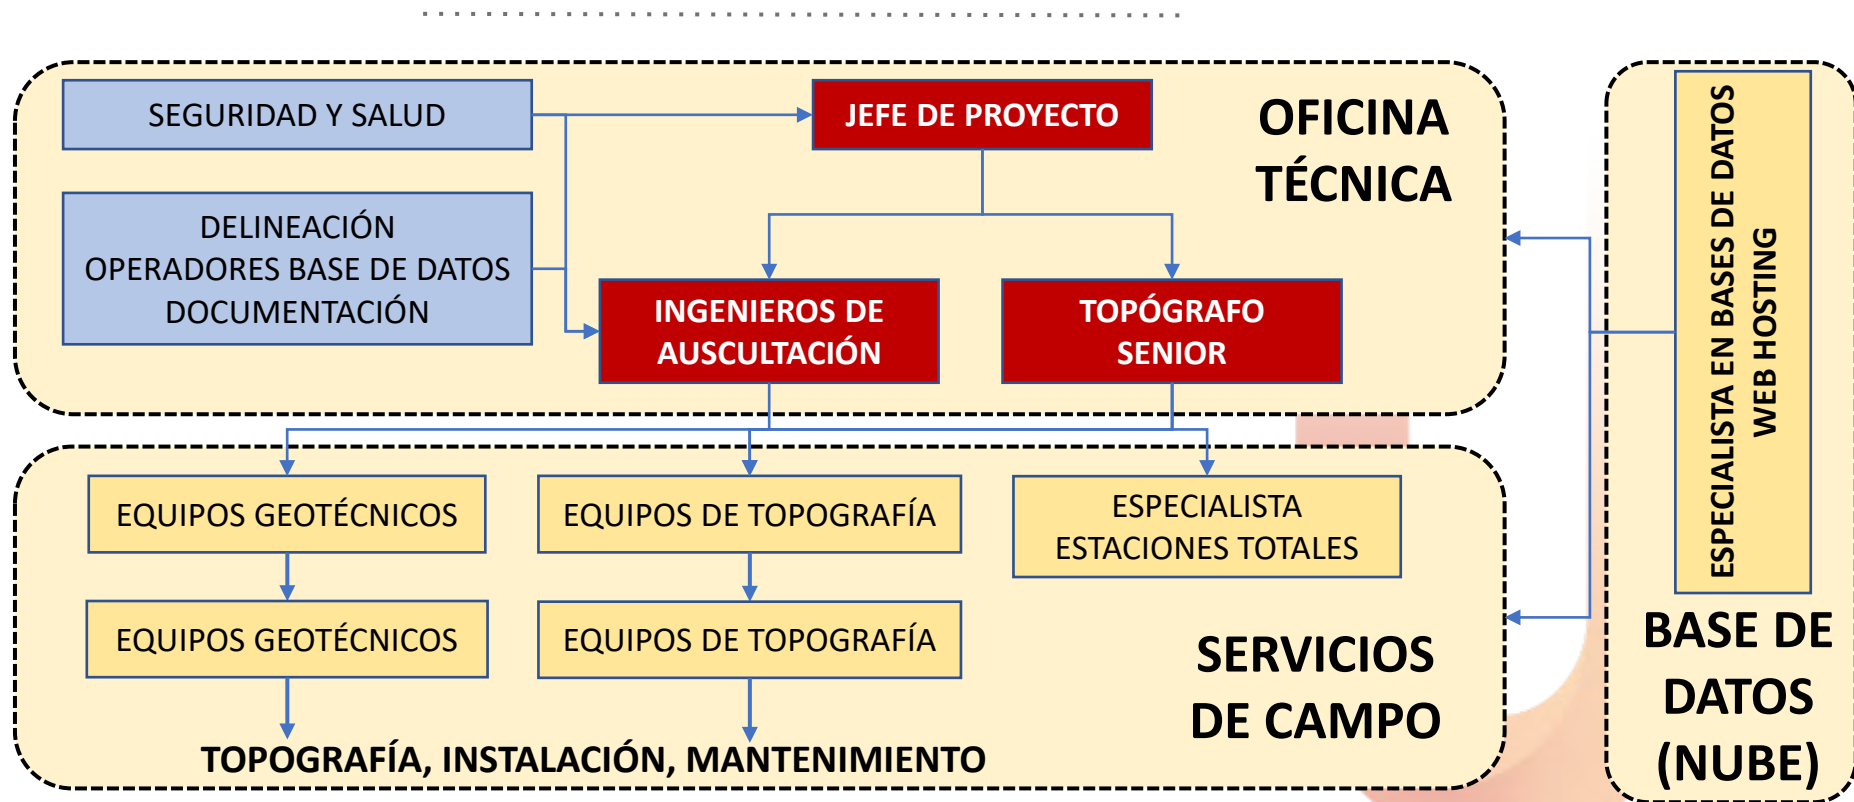 SEGURIDAD Y SALUD
JEFE DE PROYECTO
OFICINA
TÉCNICA
DELINEACIÓN
OPERADORES BASE DE DATOS
DOCUMENTACIÓN
INGENIEROS DE
AUSCULTACIÓN
TOPÓGRAFO
SENIOR
EQUIPOS GEOTÉCNICOS
EQUIPOS DE TOPOGRAFÍA
ESPECIALISTA
ESTACIONES TOTALES
EQUIPOS GEOTÉCNICOS
EQUIPOS DE TOPOGRAFÍA
SERVICIOS
DE CAMPO
TOPOGRAFÍA, INSTALACIÓN, MANTENIMIENTO
ESPECIALISTA EN BASES DE DATOS
WEB HOSTING
BASE DE
DATOS
(NUBE)